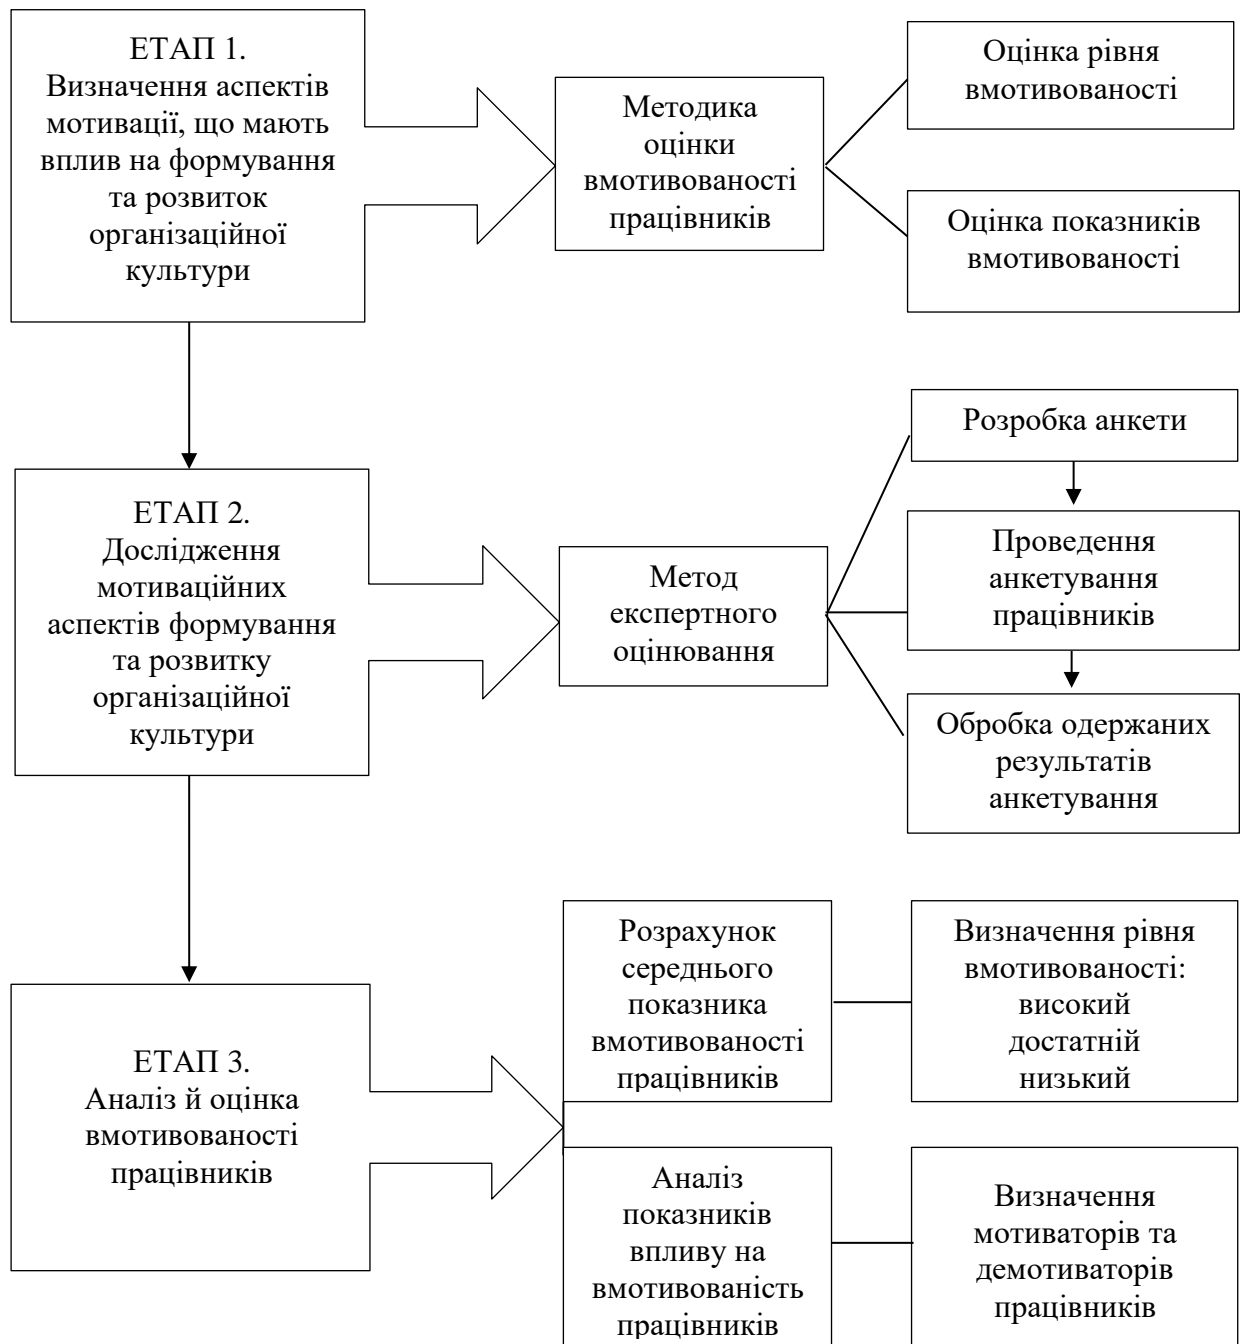 ЕТАП 1.
Визначення аспектів
мотивації, що мають
вплив на формування
та розвиток
організаційної
культури
Методика
оцінки
вмотивованості
працівників
Оцінка рівня
вмотивованості
Оцінка показників
вмотивованості
ЕТАП 2.
Дослідження
мотиваційних
аспектів формування
та розвитку
організаційної
культури
Метод
експертного
оцінювання
Розробка анкети
Проведення
анкетування
працівників
Обробка одержаних
результатів
анкетування
ЕТАП 3.
Аналіз й оцінка
вмотивованості
працівників
Розрахунок
середнього
показника
вмотивованості
працівників
Визначення рівня
вмотивованості:
високий
достатній
низький
Аналіз
показників
впливу на
вмотивованість
працівників
Визначення
мотиваторів та
демотиваторів
працівників